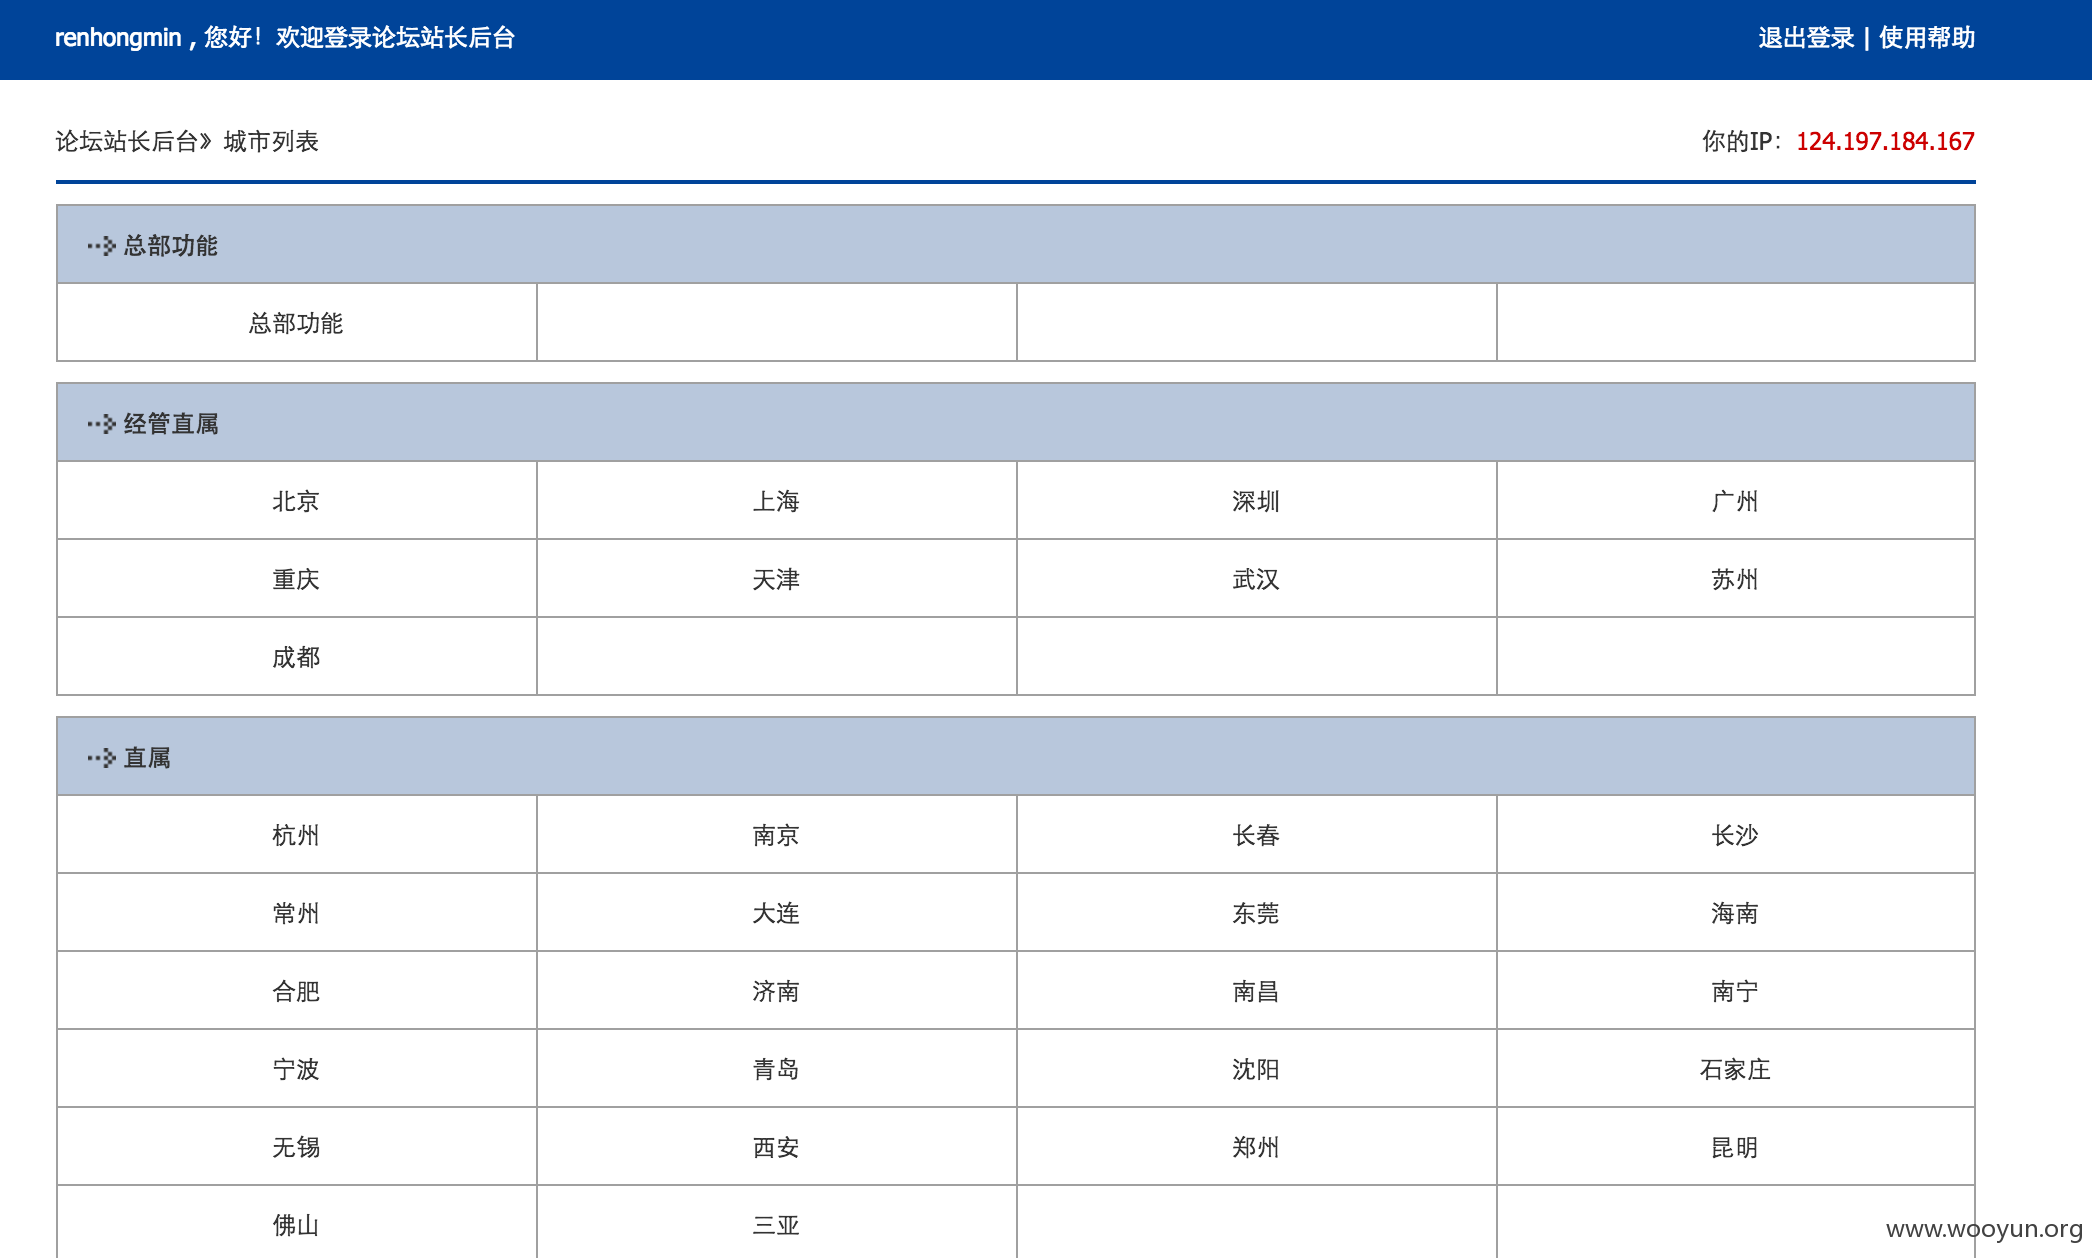 renhongmin , 您好！欢迎登录论坛站长后台 退出登录 | 使用帮助
论坛站长后台》 城市列表 你的IP：124.197.184.167
总部功能
总部功能
经管直属
北京 上海 深圳 广州
重庆 天津 武汉 苏州
成都
直属
杭州 南京 长春 长沙
常州 大连 东莞 海南
合肥 济南 南昌 南宁
宁波 青岛 沈阳 石家庄
无锡 西安 郑州 昆明
佛山 三亚
www.wooyun.org